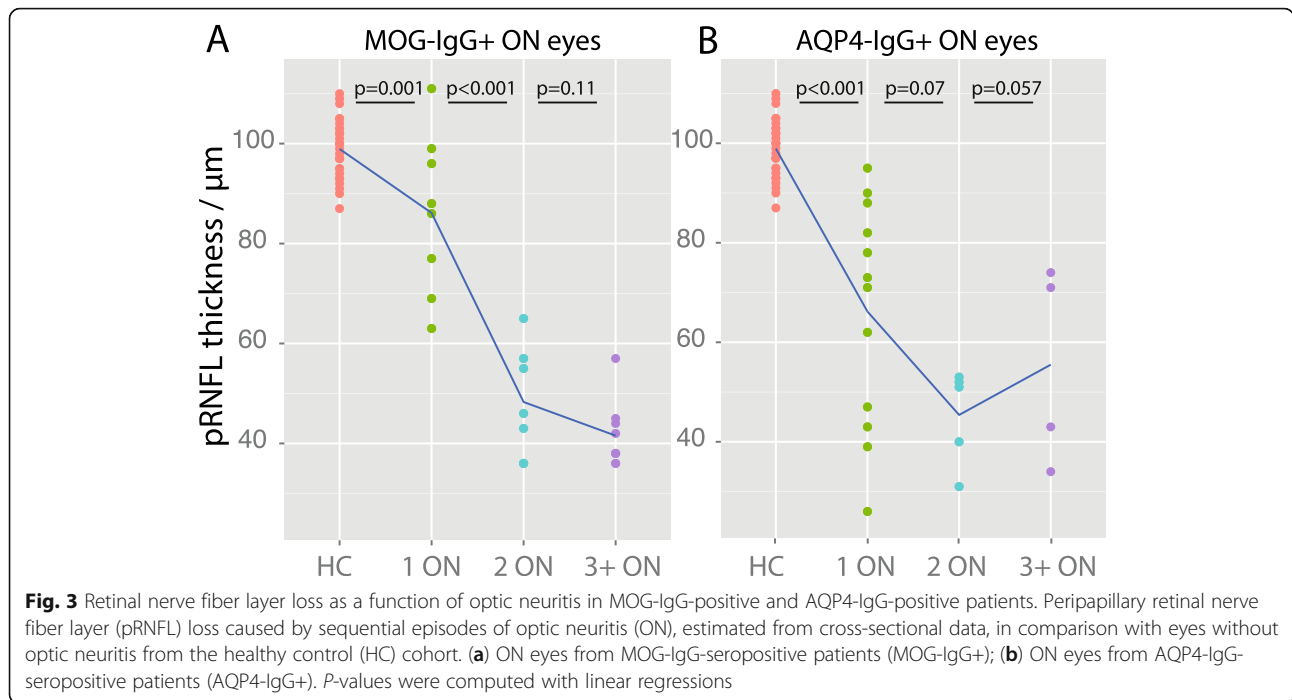 A
MOG-IgG+ ON eyes
B
AQP4-IgG+ ON eyes
p=0.001
p<0.001
p=0.11
p<0.001
p=0.07
p=0.057
pRNFL thickness / µm
100
80
60
40
100
80
60
40
HC
1 ON
2 ON
3+ ON
HC
1 ON
2 ON
3+ ON
Fig. 3 Retinal nerve fiber layer loss as a function of optic neuritis in MOG-IgG-positive and AQP4-IgG-positive patients. Peripapillary retinal nerve
fiber layer (pRNFL) loss caused by sequential episodes of optic neuritis (ON), estimated from cross-sectional data, in comparison with eyes without
optic neuritis from the healthy control (HC) cohort. (a) ON eyes from MOG-IgG-seropositive patients (MOG-IgG+); (b) ON eyes from AQP4-IgG-
seropositive patients (AQP4-IgG+). P-values were computed with linear regressions